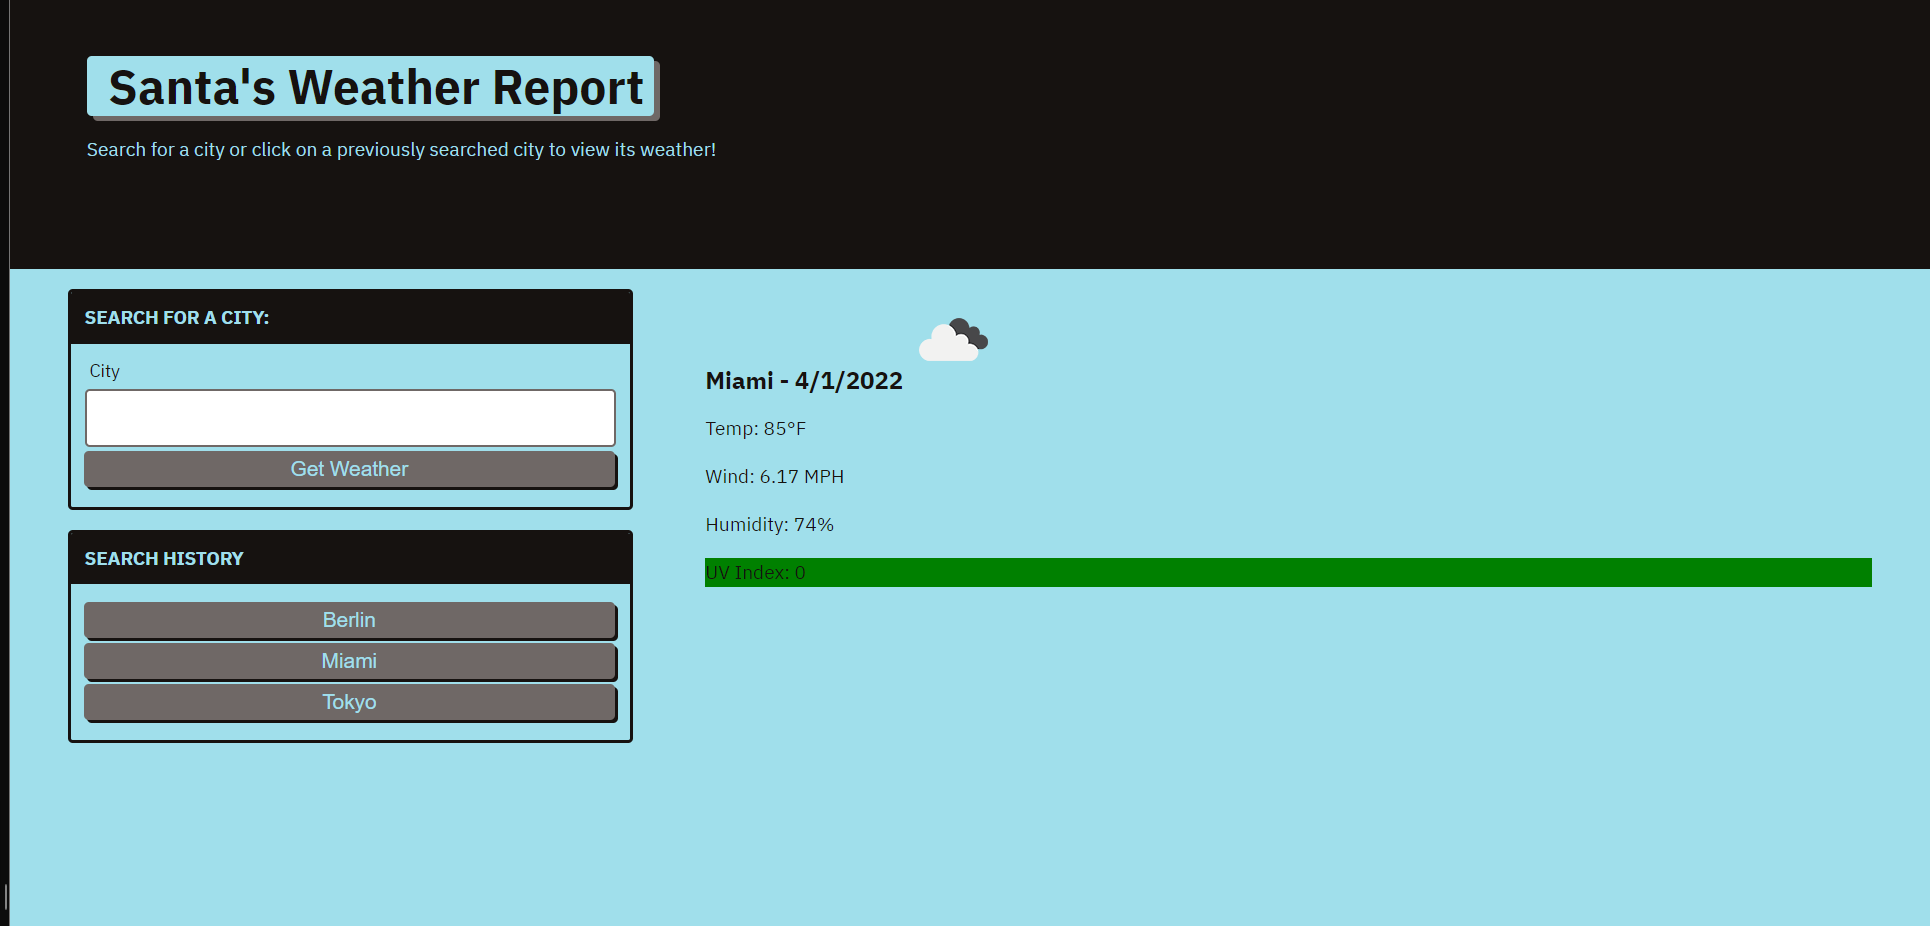 Santa's Weather Report
Search for a city or click on a previously searched city to view its weather!
SEARCH FOR A CITY:
City
Get Weather
SEARCH HISTORY
Berlin
Miami
Tokyo
Miami - 4/1/2022
Temp: 85°F
Wind: 6.17 MPH
Humidity: 74%
UV Index: 0